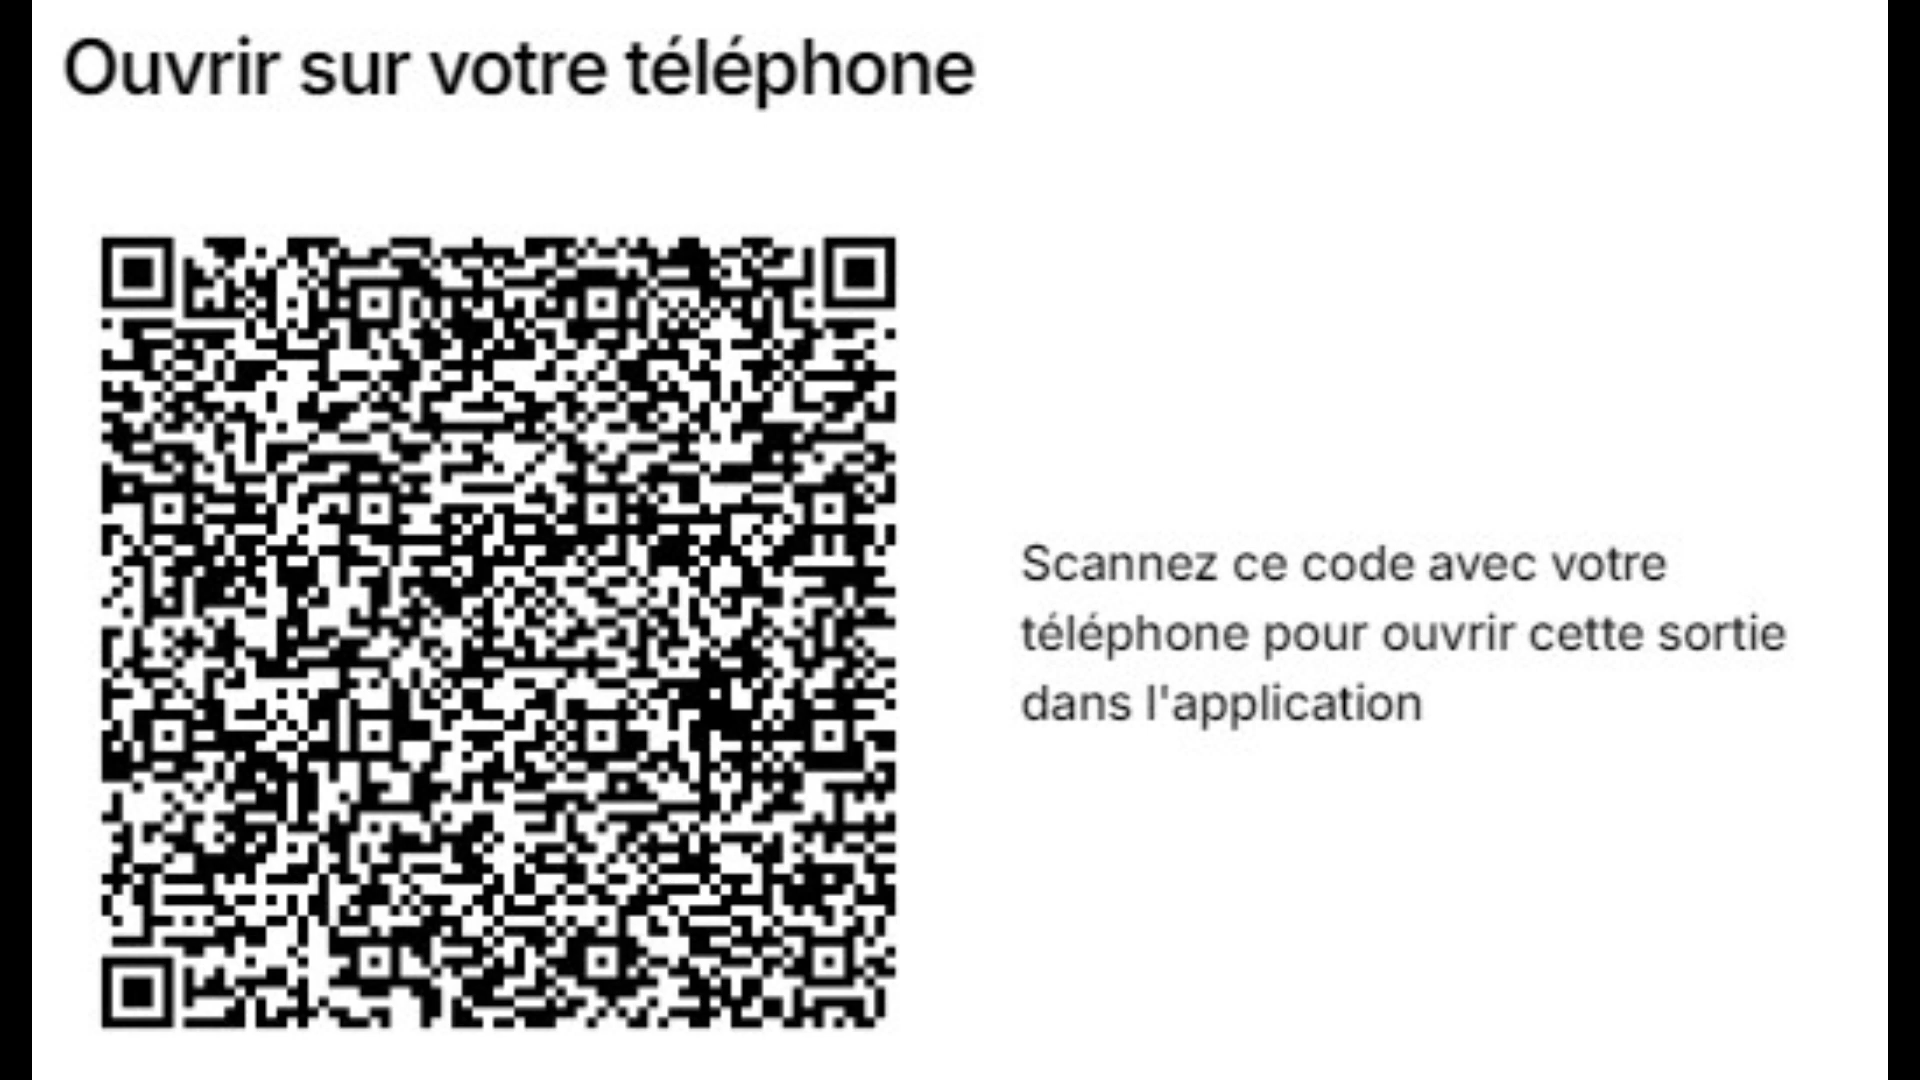 Ouvrir sur votre téléphone
Scannez ce code avec votre
téléphone pour ouvrir cette sortie
dans l'application